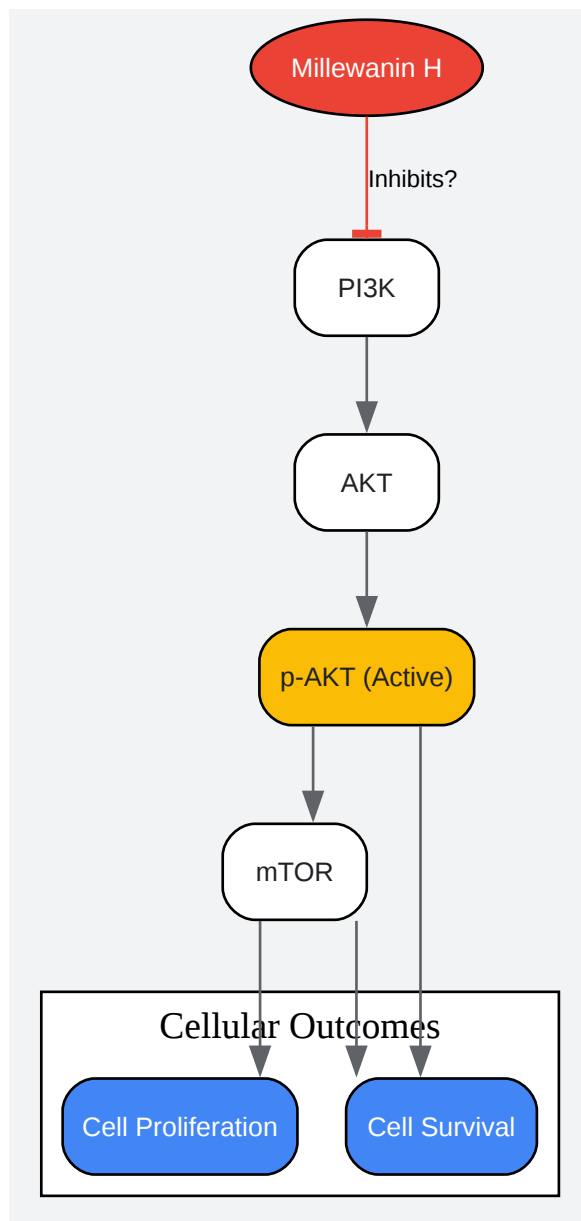 Millewanin H
Inhibits?
PI3K
AKT
p-AKT (Active)
mTOR
Cellular Outcomes
Cell Proliferation
Cell Survival